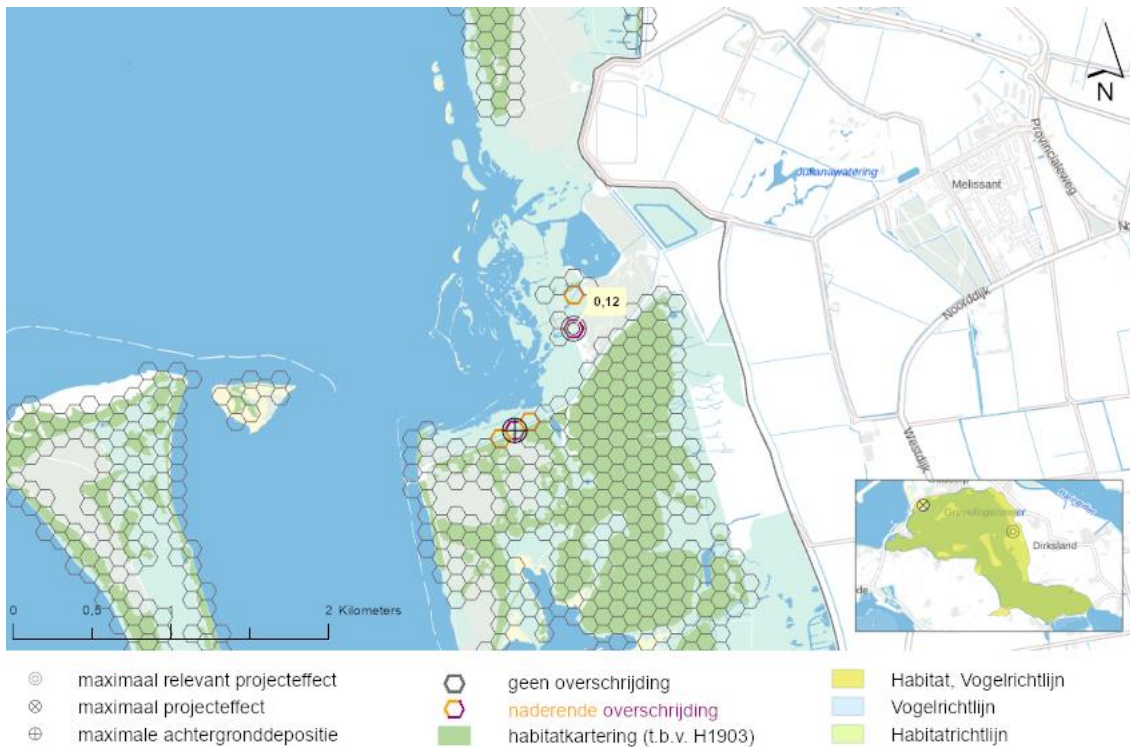 Julianawatering
Melissant
Provincialeweg
N
0,12
Noorddijk
Westdijk
Grevelingenmeer
Dirksland
0 0,5 1 2 Kilometers
maximaal relevant projecteffect
maximaal projecteffect
maximale achtergronddepositie
geen overschrijding
naderende overschrijding
habitatkartering (t.b.v. H1903)
Habitat, Vogelrichtlijn
Vogelrichtlijn
Habitatrichtlijn